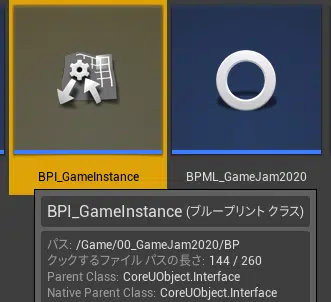 BPI_GameInstance
BPML_GameJam2020
BPI_GameInstance (ブループリント クラス)
パス: /Game/00_GameJam2020/BP
クックするファイル パスの長さ: 144 / 260
Parent Class: CoreUObject.Interface
Native Parent Class: CoreUObject.Interface